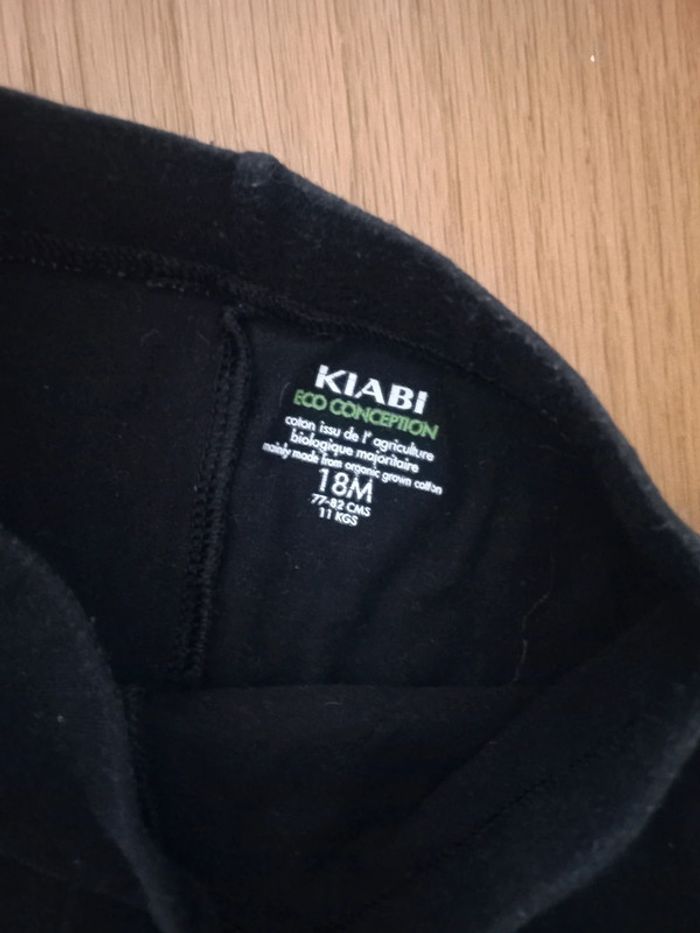 KIABI
ECO CONCEPTION
coton issu de l' agriculture
biologique majoritaire
mainly made from organic grown cotton
18M
77-82 CMS
11 KGS